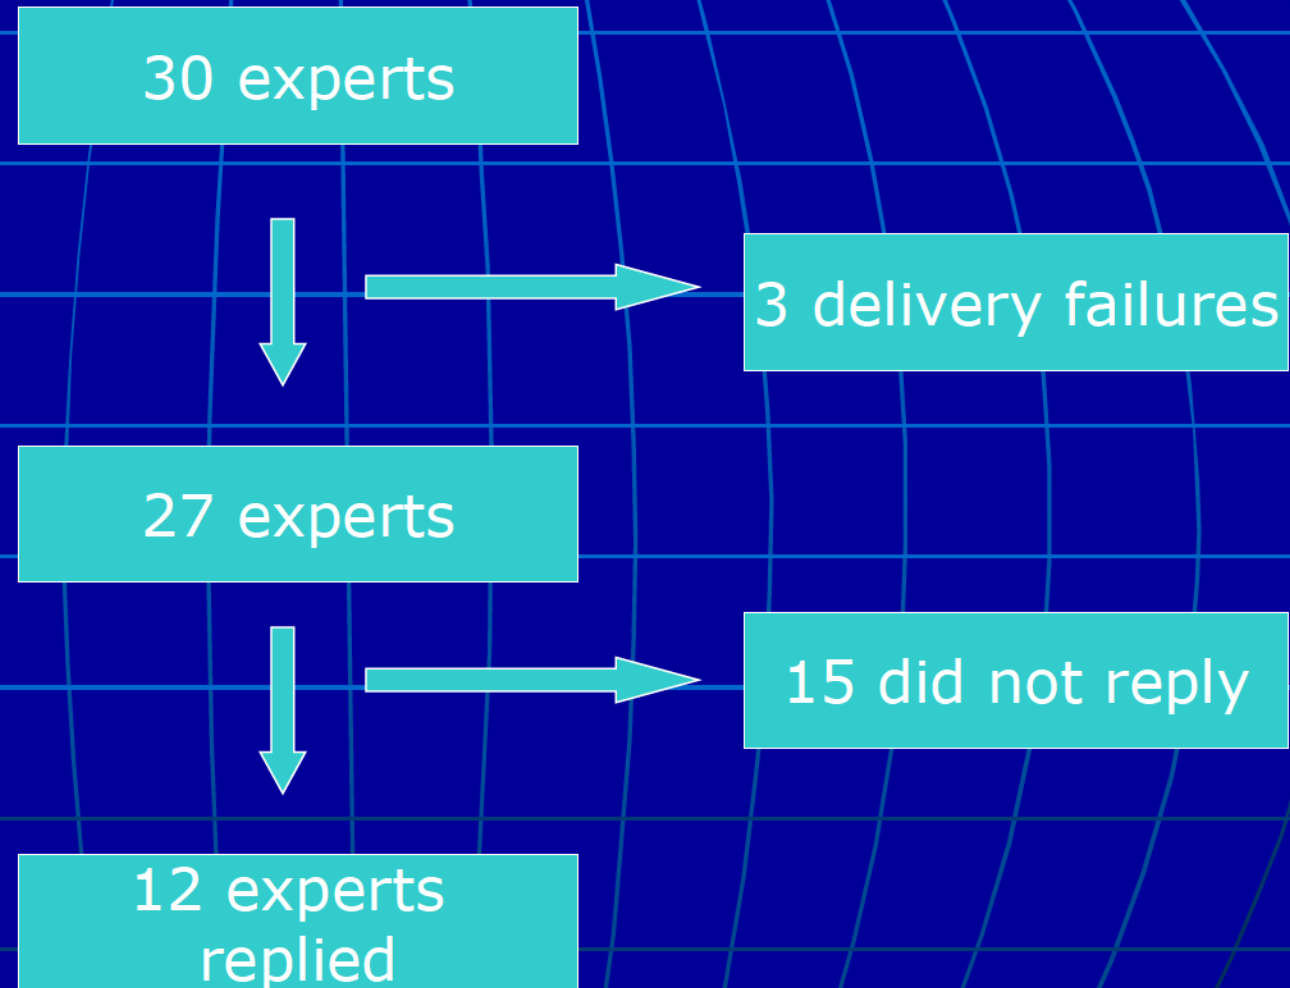 30 experts
3 delivery failures
27 experts
15 did not reply
12 experts
replied